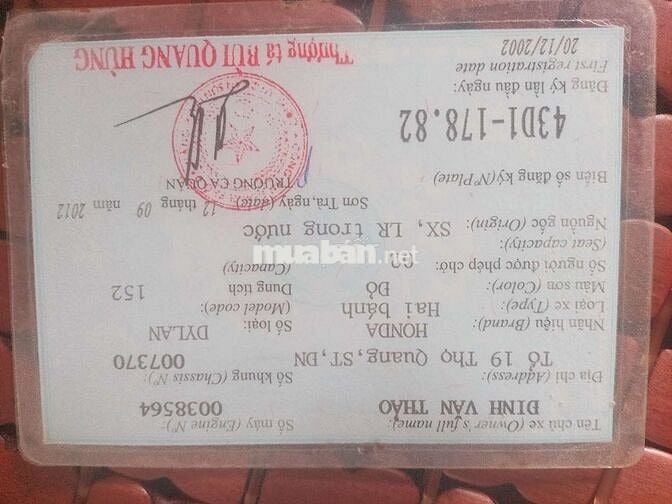 Tên chủ xe (Owner's full name):
ĐINH VĂN THẢO
Số máy (Engine N°):
0038564
Địa chỉ (Address):
Tổ 19 Thọ Quang,ST,ĐN
Số khung (Chassis N°):
007370
Nhãn hiệu (Brand): HONDA
Số loại: DYLAN
(Model code):
Loại xe (Type): Hai bánh
Dung tích 152
(Capacity)
Màu sơn (Color): ĐỎ
Số người được phép chở: 02
(Seat capacity):
Nguồn gốc (Origin): SX, LR trong nước
Sơn Trà, ngày (date) 12 tháng 09 năm 2012
TRƯỞNG CA QUẬN
Biển số đăng ký(N° Plate)
43D1-178.82
Đăng ký lần đầu ngày:
First registration date
20/12/2002
Thượng tá BÙI QUANG HÙNG
muabán.net